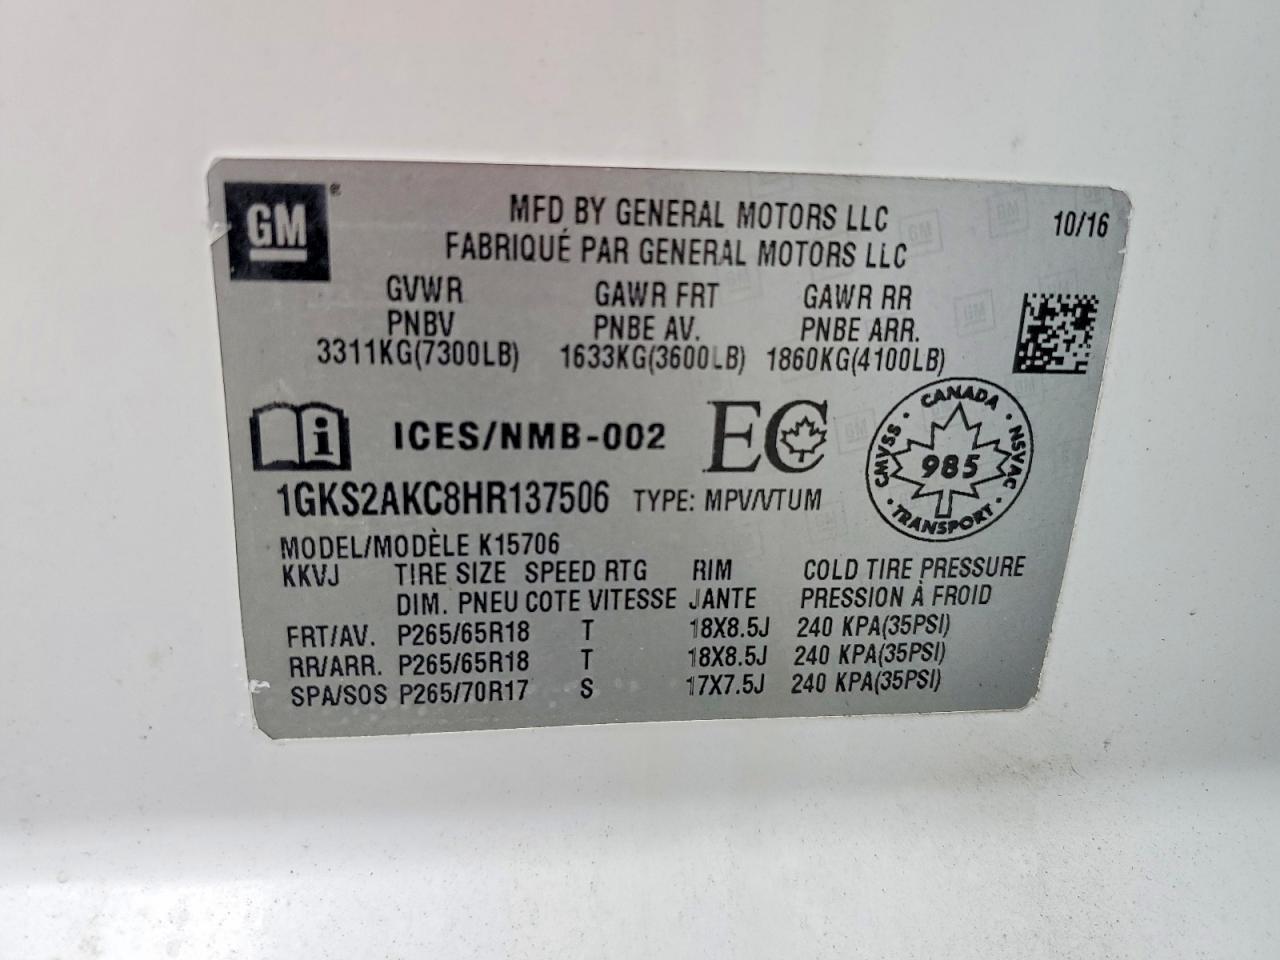 GM
MFD BY GENERAL MOTORS LLC
10/16
FABRIQUÉ PAR GENERAL MOTORS LLC
GVWR GAWR FRT GAWR RR
PNBV PNBE AV. PNBE ARR.
3311KG(7300LB) 1633KG(3600LB) 1860KG(4100LB)
i ICES/NMB-002 EC
CANADA
CMVSS 985 NSVAC
TRANSPORT
1GKS2AKC8HR137506 TYPE: MPV/VTUM
MODEL/MODÈLE K15706
KKVJ TIRE SIZE SPEED RTG RIM COLD TIRE PRESSURE
DIM. PNEU COTE VITESSE JANTE PRESSION À FROID
FRT/AV. P265/65R18 T 18X8.5J 240 KPA(35PSI)
RR/ARR. P265/65R18 T 18X8.5J 240 KPA(35PSI)
SPA/SOS P265/70R17 S 17X7.5J 240 KPA(35PSI)